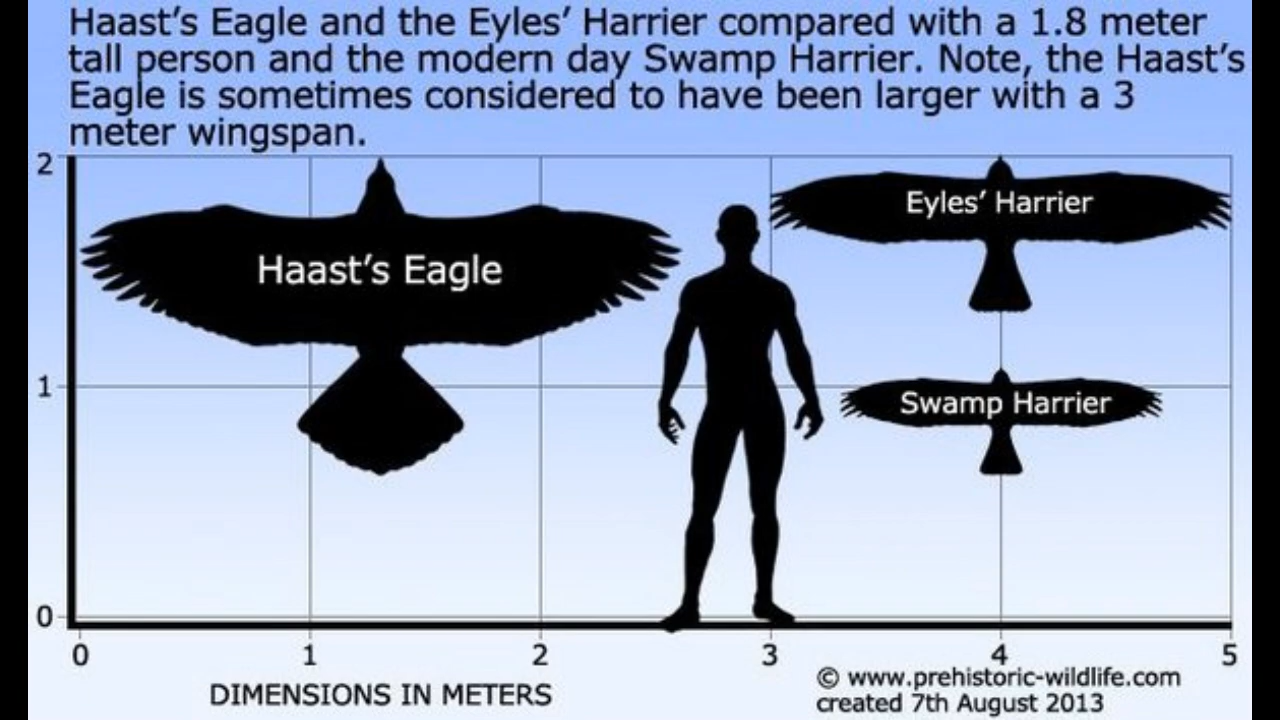 Haast's Eagle and the Eyles' Harrier compared with a 1.8 meter
tall person and the modern day Swamp Harrier. Note, the Haast's
Eagle is sometimes considered to have been larger with a 3
meter wingspan.
2
Eyles' Harrier
Haast's Eagle
1
Swamp Harrier
0
0 1 2 3 4 5
DIMENSIONS IN METERS
© www.prehistoric-wildlife.com
created 7th August 2013